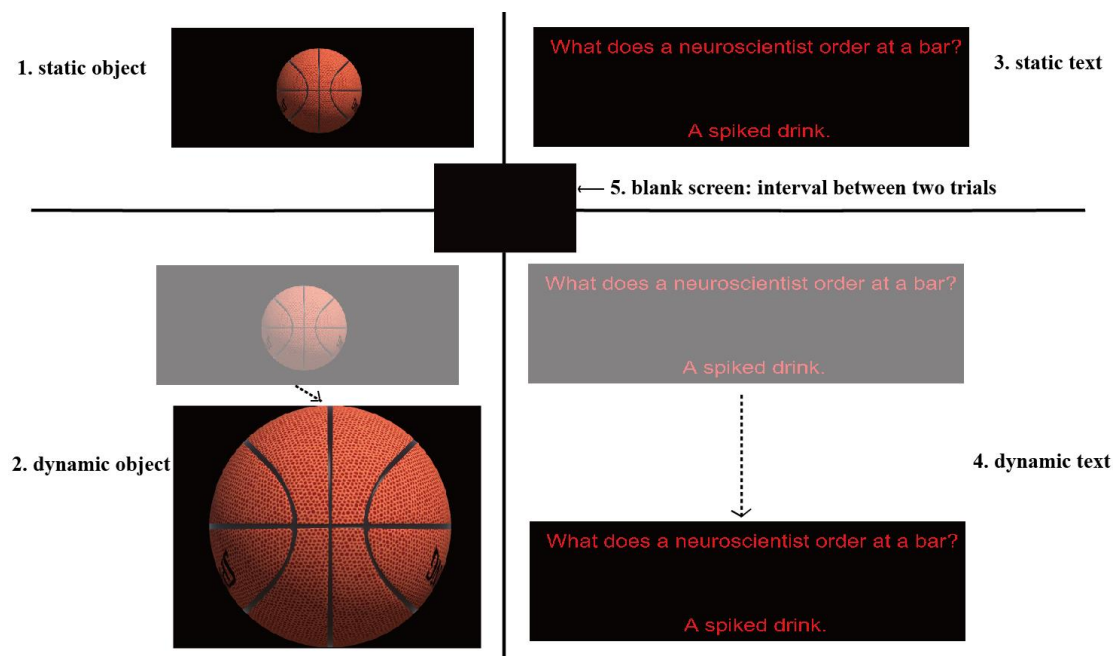 1. static object
What does a neuroscientist order at a bar?
A spiked drink.
3. static text
← 5. blank screen: interval between two trials
What does a neuroscientist order at a bar?
A spiked drink.
2. dynamic object
4. dynamic text
What does a neuroscientist order at a bar?
A spiked drink.